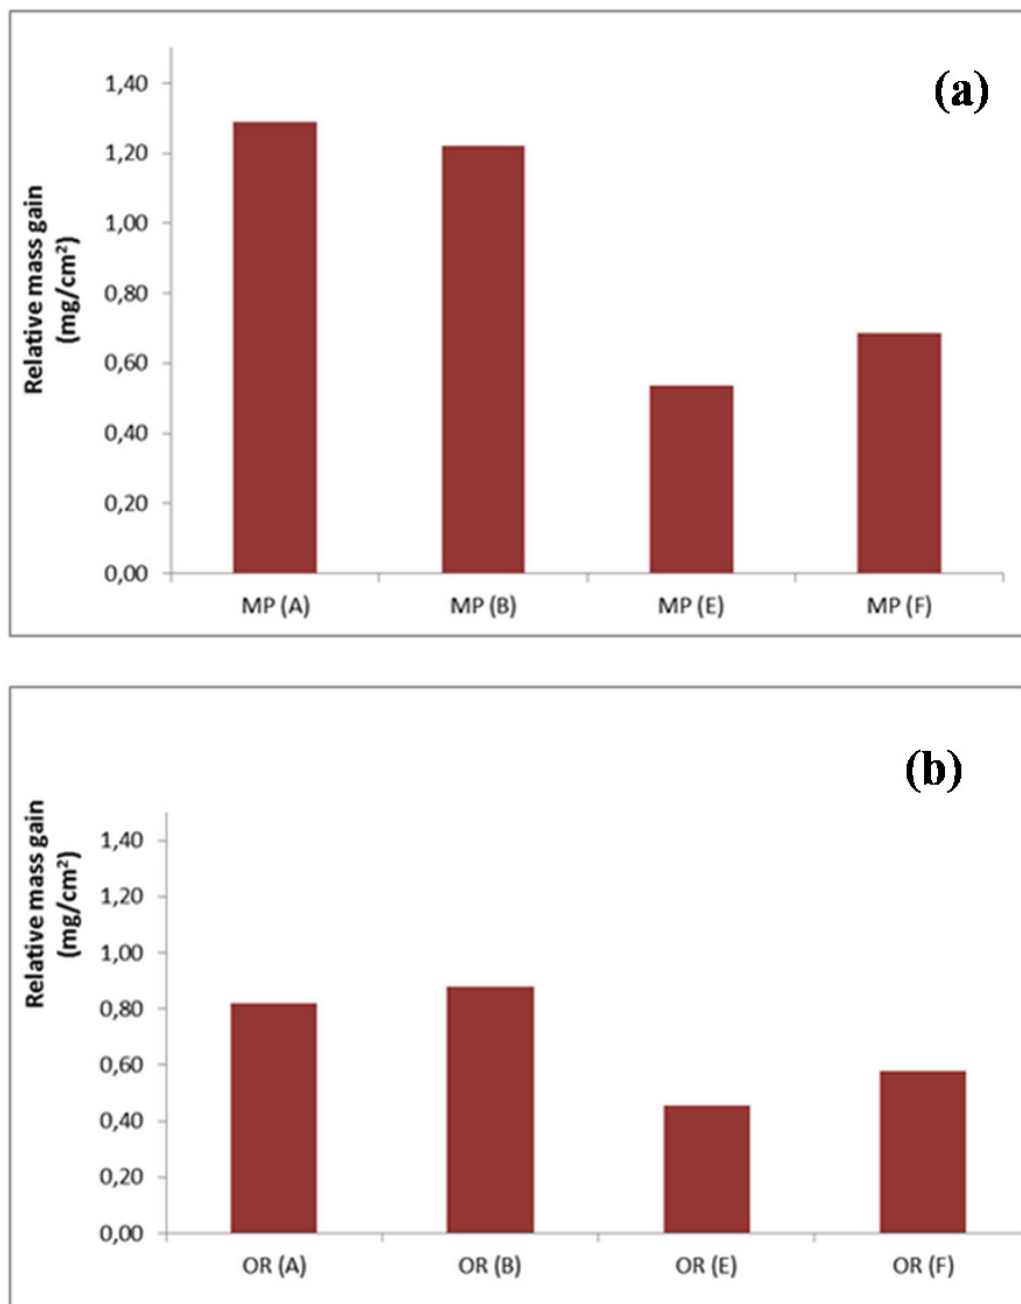 (a)
Relative mass gain
(mg/cm²)
1,40
1,20
1,00
0,80
0,60
0,40
0,20
0,00
MP (A) MP (B) MP (E) MP (F)
(b)
Relative mass gain
(mg/cm²)
1,40
1,20
1,00
0,80
0,60
0,40
0,20
0,00
OR (A) OR (B) OR (E) OR (F)